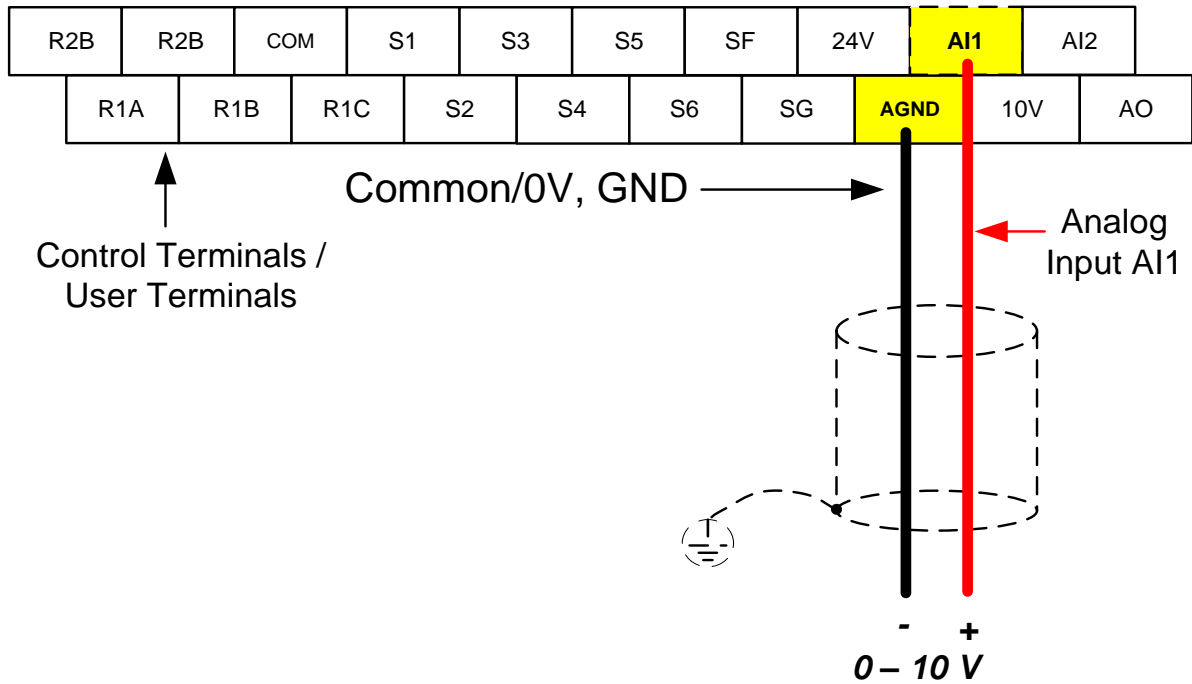 R2B R2B COM S1 S3 S5 SF 24V AI1 AI2
R1A R1B R1C S2 S4 S6 SG AGND 10V AO
Common/0V, GND
Control Terminals /
User Terminals
Analog
Input AI1
- +
0 – 10 V